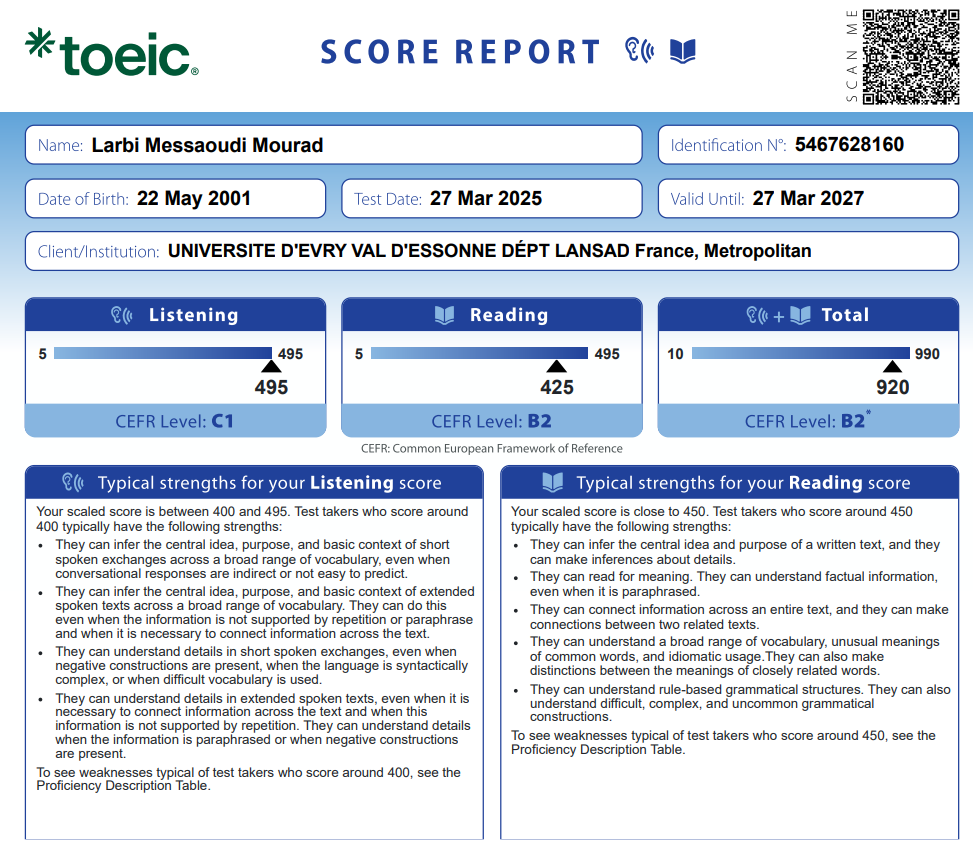 toeic®
SCORE REPORT
SCAN ME
Name: Larbi Messaoudi Mourad
Identification N°: 5467628160
Date of Birth: 22 May 2001
Test Date: 27 Mar 2025
Valid Until: 27 Mar 2027
Client/Institution: UNIVERSITE D'EVRY VAL D'ESSONNE DÉPT LANSAD France, Metropolitan
Listening
5 495
495
CEFR Level: C1
Reading
5 495
425
CEFR Level: B2
+ Total
10 990
920
CEFR Level: B2*
CEFR: Common European Framework of Reference
Typical strengths for your Listening score
Your scaled score is between 400 and 495. Test takers who score around
400 typically have the following strengths:
• They can infer the central idea, purpose, and basic context of short
spoken exchanges across a broad range of vocabulary, even when
conversational responses are indirect or not easy to predict.
• They can infer the central idea, purpose, and basic context of extended
spoken texts across a broad range of vocabulary. They can do this
even when the information is not supported by repetition or paraphrase
and when it is necessary to connect information across the text.
• They can understand details in short spoken exchanges, even when
negative constructions are present, when the language is syntactically
complex, or when difficult vocabulary is used.
• They can understand details in extended spoken texts, even when it is
necessary to connect information across the text and when this
information is not supported by repetition. They can understand details
when the information is paraphrased or when negative constructions
are present.
To see weaknesses typical of test takers who score around 400, see the
Proficiency Description Table.
Typical strengths for your Reading score
Your scaled score is close to 450. Test takers who score around 450
typically have the following strengths:
• They can infer the central idea and purpose of a written text, and they
can make inferences about details.
• They can read for meaning. They can understand factual information,
even when it is paraphrased.
• They can connect information across an entire text, and they can make
connections between two related texts.
• They can understand a broad range of vocabulary, unusual meanings
of common words, and idiomatic usage.They can also make
distinctions between the meanings of closely related words.
• They can understand rule-based grammatical structures. They can also
understand difficult, complex, and uncommon grammatical
constructions.
To see weaknesses typical of test takers who score around 450, see the
Proficiency Description Table.